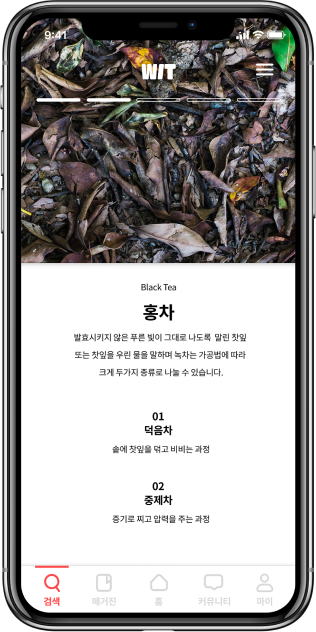 9:41
WIT
Black Tea
홍차
발효시키지 않은 푸른 빛이 그대로 나도록 말린 찻잎
또는 찻잎을 우린 물을 말하며 녹차는 가공법에 따라
크게 두가지 종류로 나눌 수 있습니다.
01
덖음차
솥에 찻잎을 덖고 비비는 과정
02
중제차
증기로 찌고 압력을 주는 과정
검색 매거진 홈 커뮤니티 마이